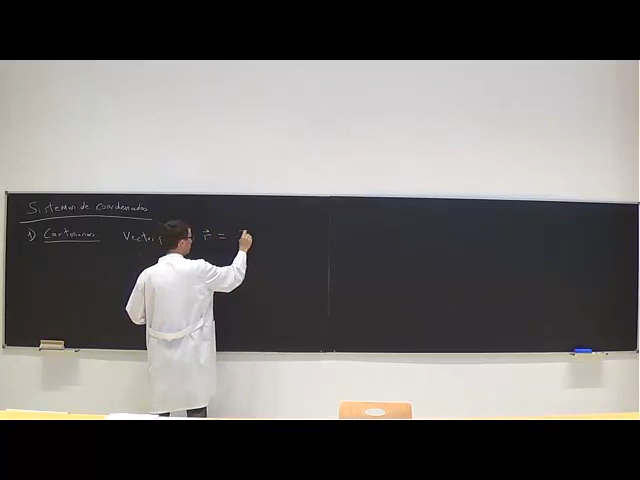 Sistemas de coordenadas
1) Cartesianas Vector r⃗ =